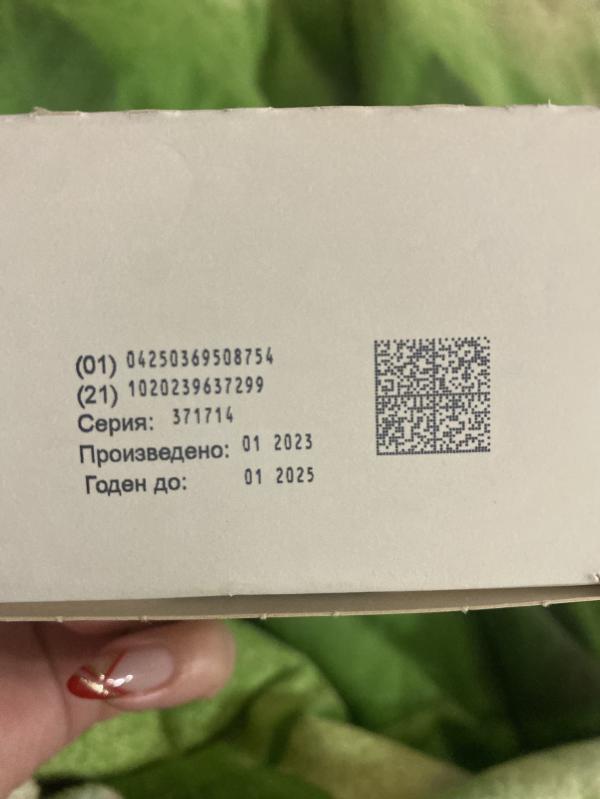 (01) 04250369508754
(21) 1020239637299
Серия: 371714
Произведено: 01 2023
Годен до: 01 2025